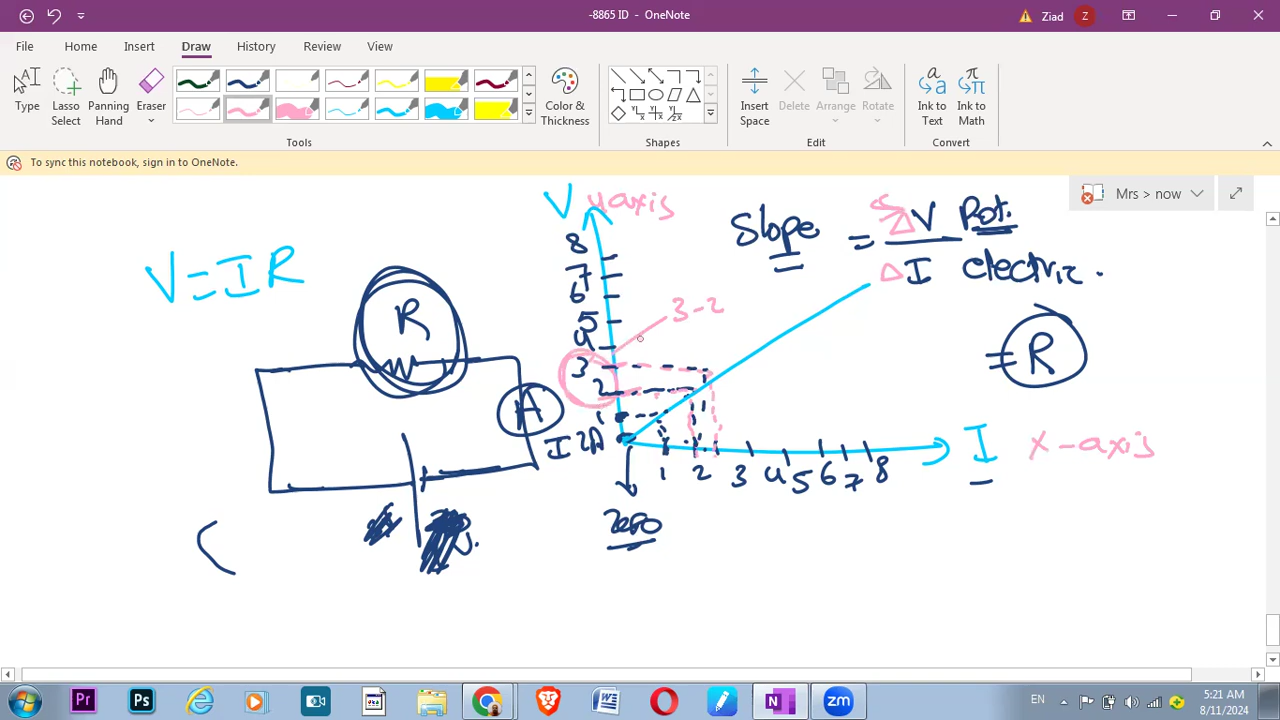 -8865 ID - OneNote
Ziad
Z
File Home Insert Draw History Review View
Type
Lasso Select
Panning Hand
Eraser
Color & Thickness
Insert Space
Delete
Arrange
Rotate
Ink to Text
Ink to Math
Tools
Shapes
Edit
Convert
To sync this notebook, sign in to OneNote.
Mrs > now
V yaxis
V=IR
Slope = ΔV Pot.
ΔI electric.
= R
8
7
6
5
4
3
2
1
3-2
R
A
I 2A
1 2 3 4 5 6 7 8
I x-axis
Zero
EN
5:21 AM
8/11/2024
Pr
Ps
W
N
zm